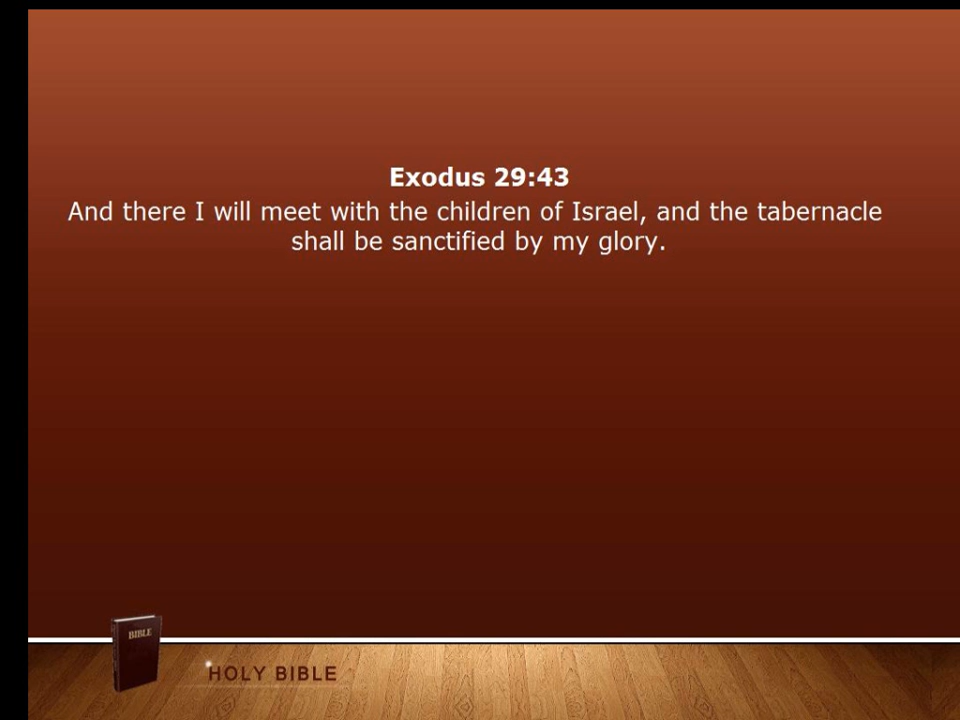 Exodus 29:43
And there I will meet with the children of Israel, and the tabernacle
shall be sanctified by my glory.
BIBLE
HOLY BIBLE